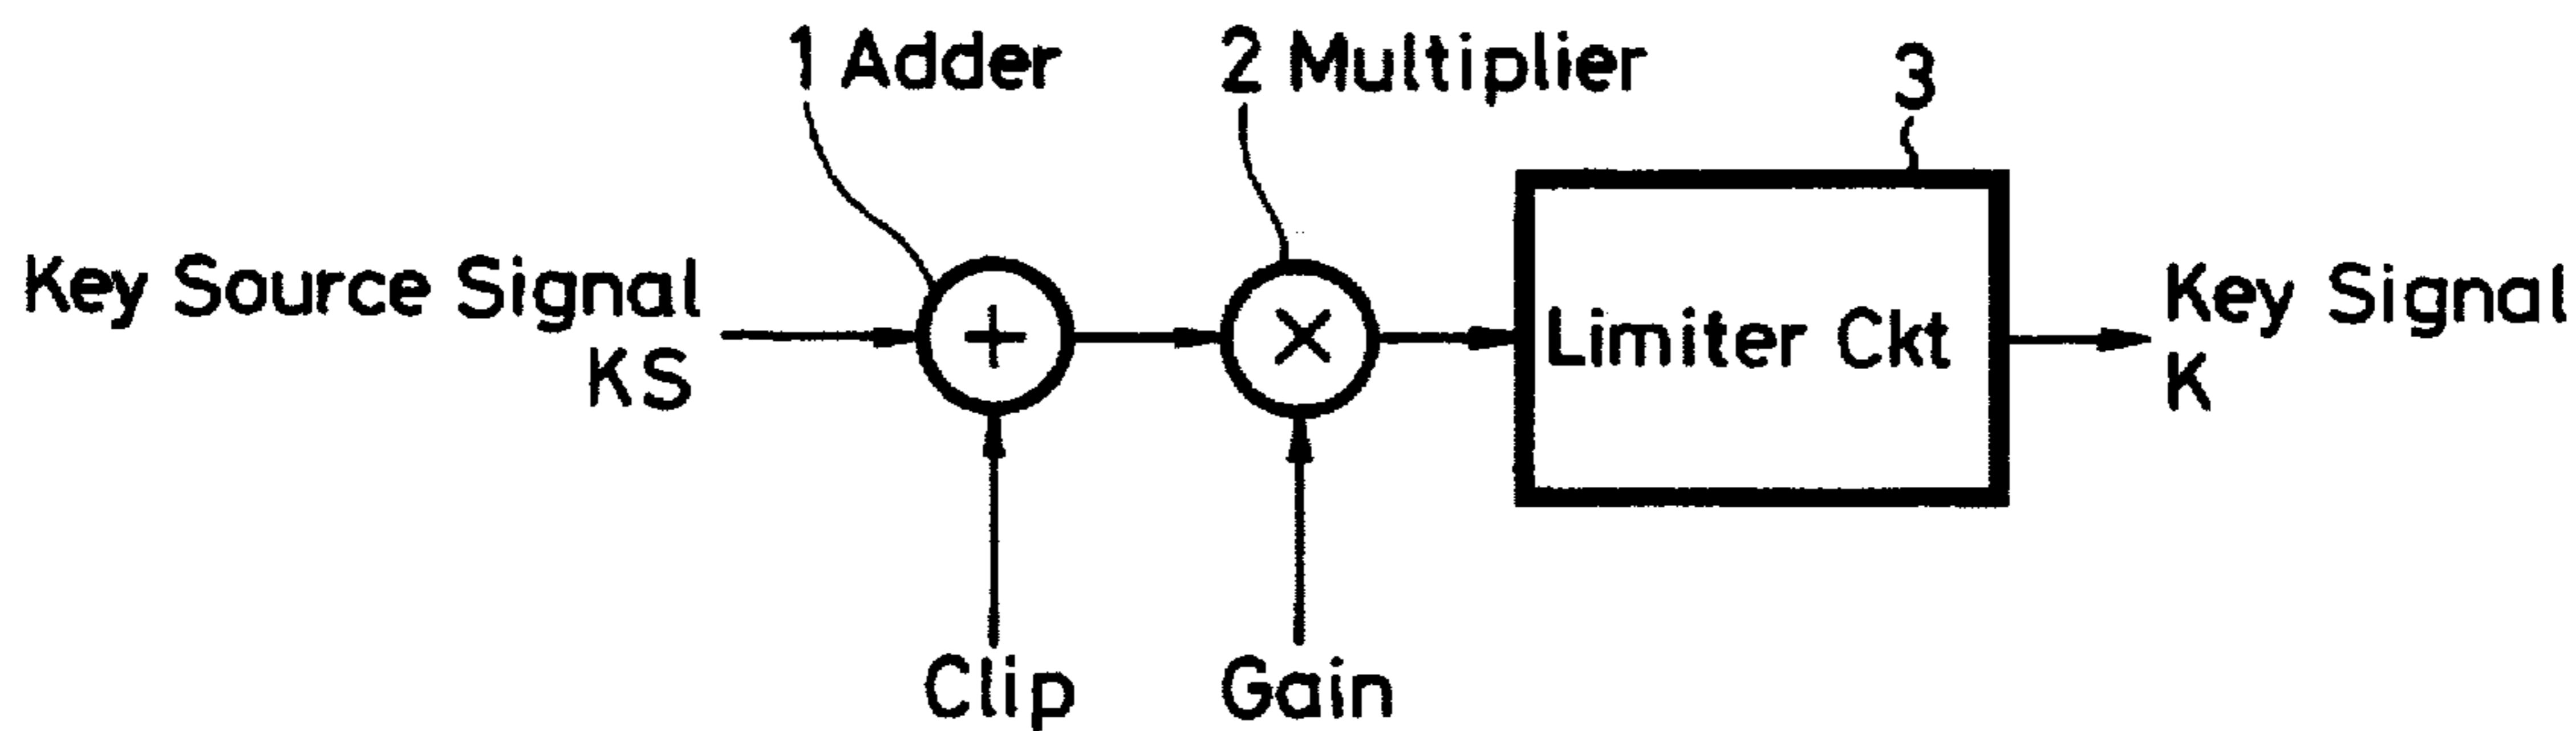 1 Adder
2 Multiplier
3
Key Source Signal
KS
+
×
Limiter Ckt
Key Signal
K
Clip
Gain